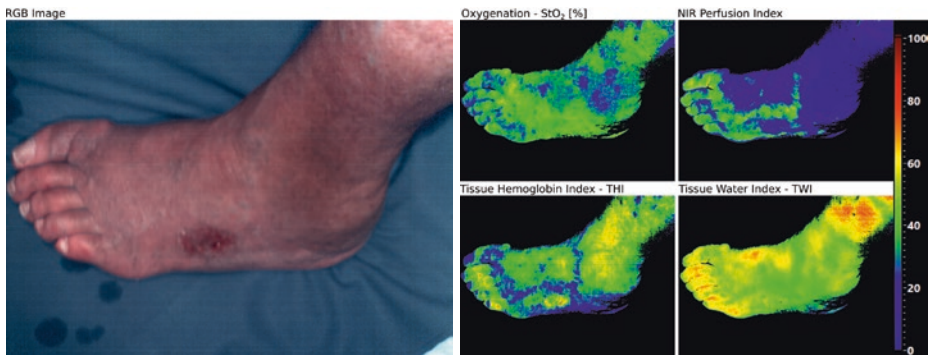 RGB Image
Oxygenation - StO₂ [%]
NIR Perfusion Index
Tissue Hemoglobin Index - THI
Tissue Water Index - TWI
100
80
60
40
20
0